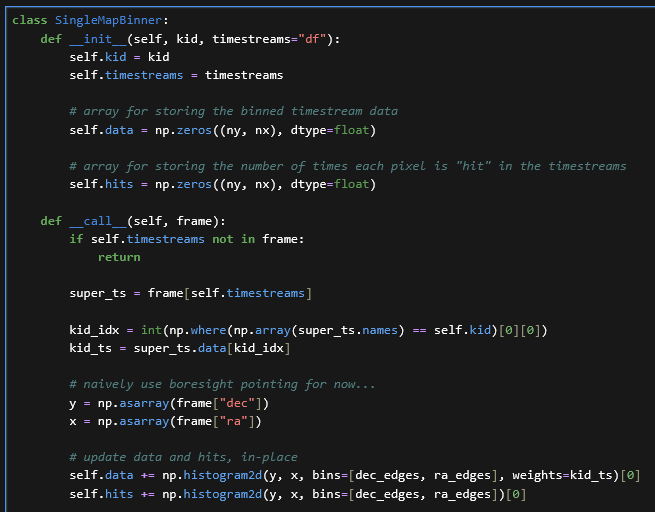 class SingleMapBinner:
    def __init__(self, kid, timestreams="df"):
        self.kid = kid
        self.timestreams = timestreams

        # array for storing the binned timestream data
        self.data = np.zeros((ny, nx), dtype=float)

        # array for storing the number of times each pixel is "hit" in the timestreams
        self.hits = np.zeros((ny, nx), dtype=float)

    def __call__(self, frame):
        if self.timestreams not in frame:
            return

        super_ts = frame[self.timestreams]

        kid_idx = int(np.where(np.array(super_ts.names) == self.kid)[0][0])
        kid_ts = super_ts.data[kid_idx]

        # naively use boresight pointing for now...
        y = np.asarray(frame["dec"])
        x = np.asarray(frame["ra"])

        # update data and hits, in-place
        self.data += np.histogram2d(y, x, bins=[dec_edges, ra_edges], weights=kid_ts)[0]
        self.hits += np.histogram2d(y, x, bins=[dec_edges, ra_edges])[0]